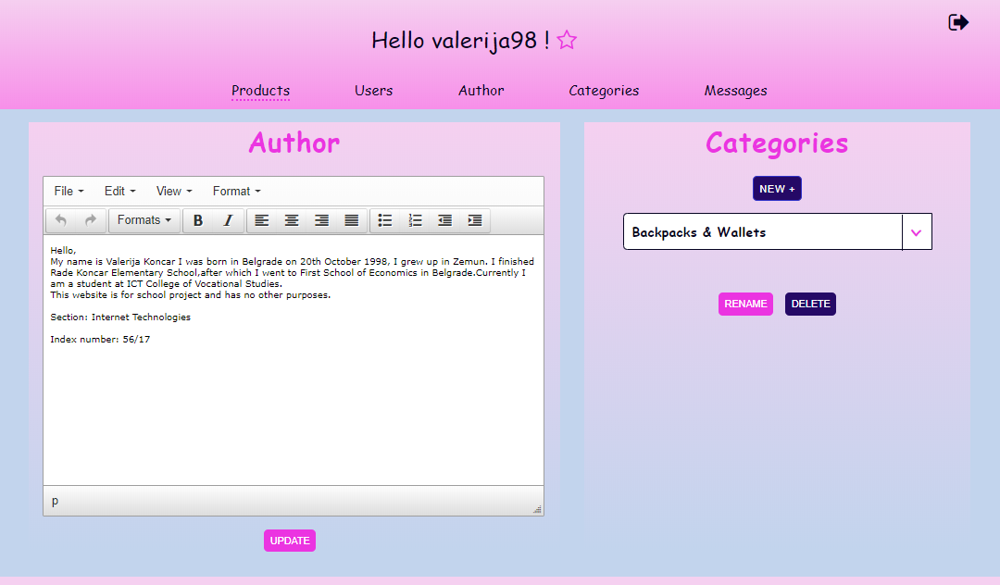 Hello valerija98 !
Products Users Author Categories Messages
Author
File Edit View Format
Formats B I
Hello,
My name is Valerija Koncar I was born in Belgrade on 20th October 1998, I grew up in Zemun. I finished
Rade Koncar Elementary School,after which I went to First School of Economics in Belgrade.Currently I
am a student at ICT College of Vocational Studies.
This website is for school project and has no other purposes.
Section: Internet Technologies
Index number: 56/17
p
UPDATE
Categories
NEW +
Backpacks & Wallets
RENAME DELETE